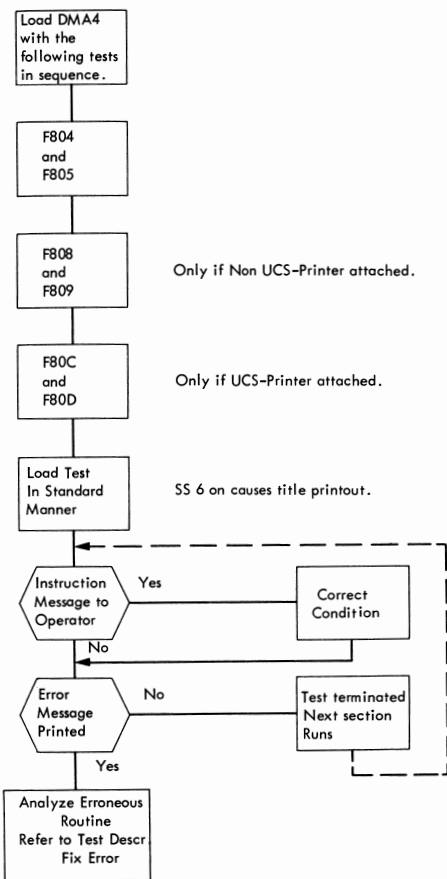 Load DMA4
with the
following tests
in sequence.
F804
and
F805
F808
and
F809
Only if Non UCS-Printer attached.
F80C
and
F80D
Only if UCS-Printer attached.
Load Test
In Standard
Manner
SS 6 on causes title printout.
Instruction
Message to
Operator
Yes
Correct
Condition
No
Error
Message
Printed
No
Test terminated
Next section
Runs
Yes
Analyze Erroneous
Routine
Refer to Test Descr
Fix Error